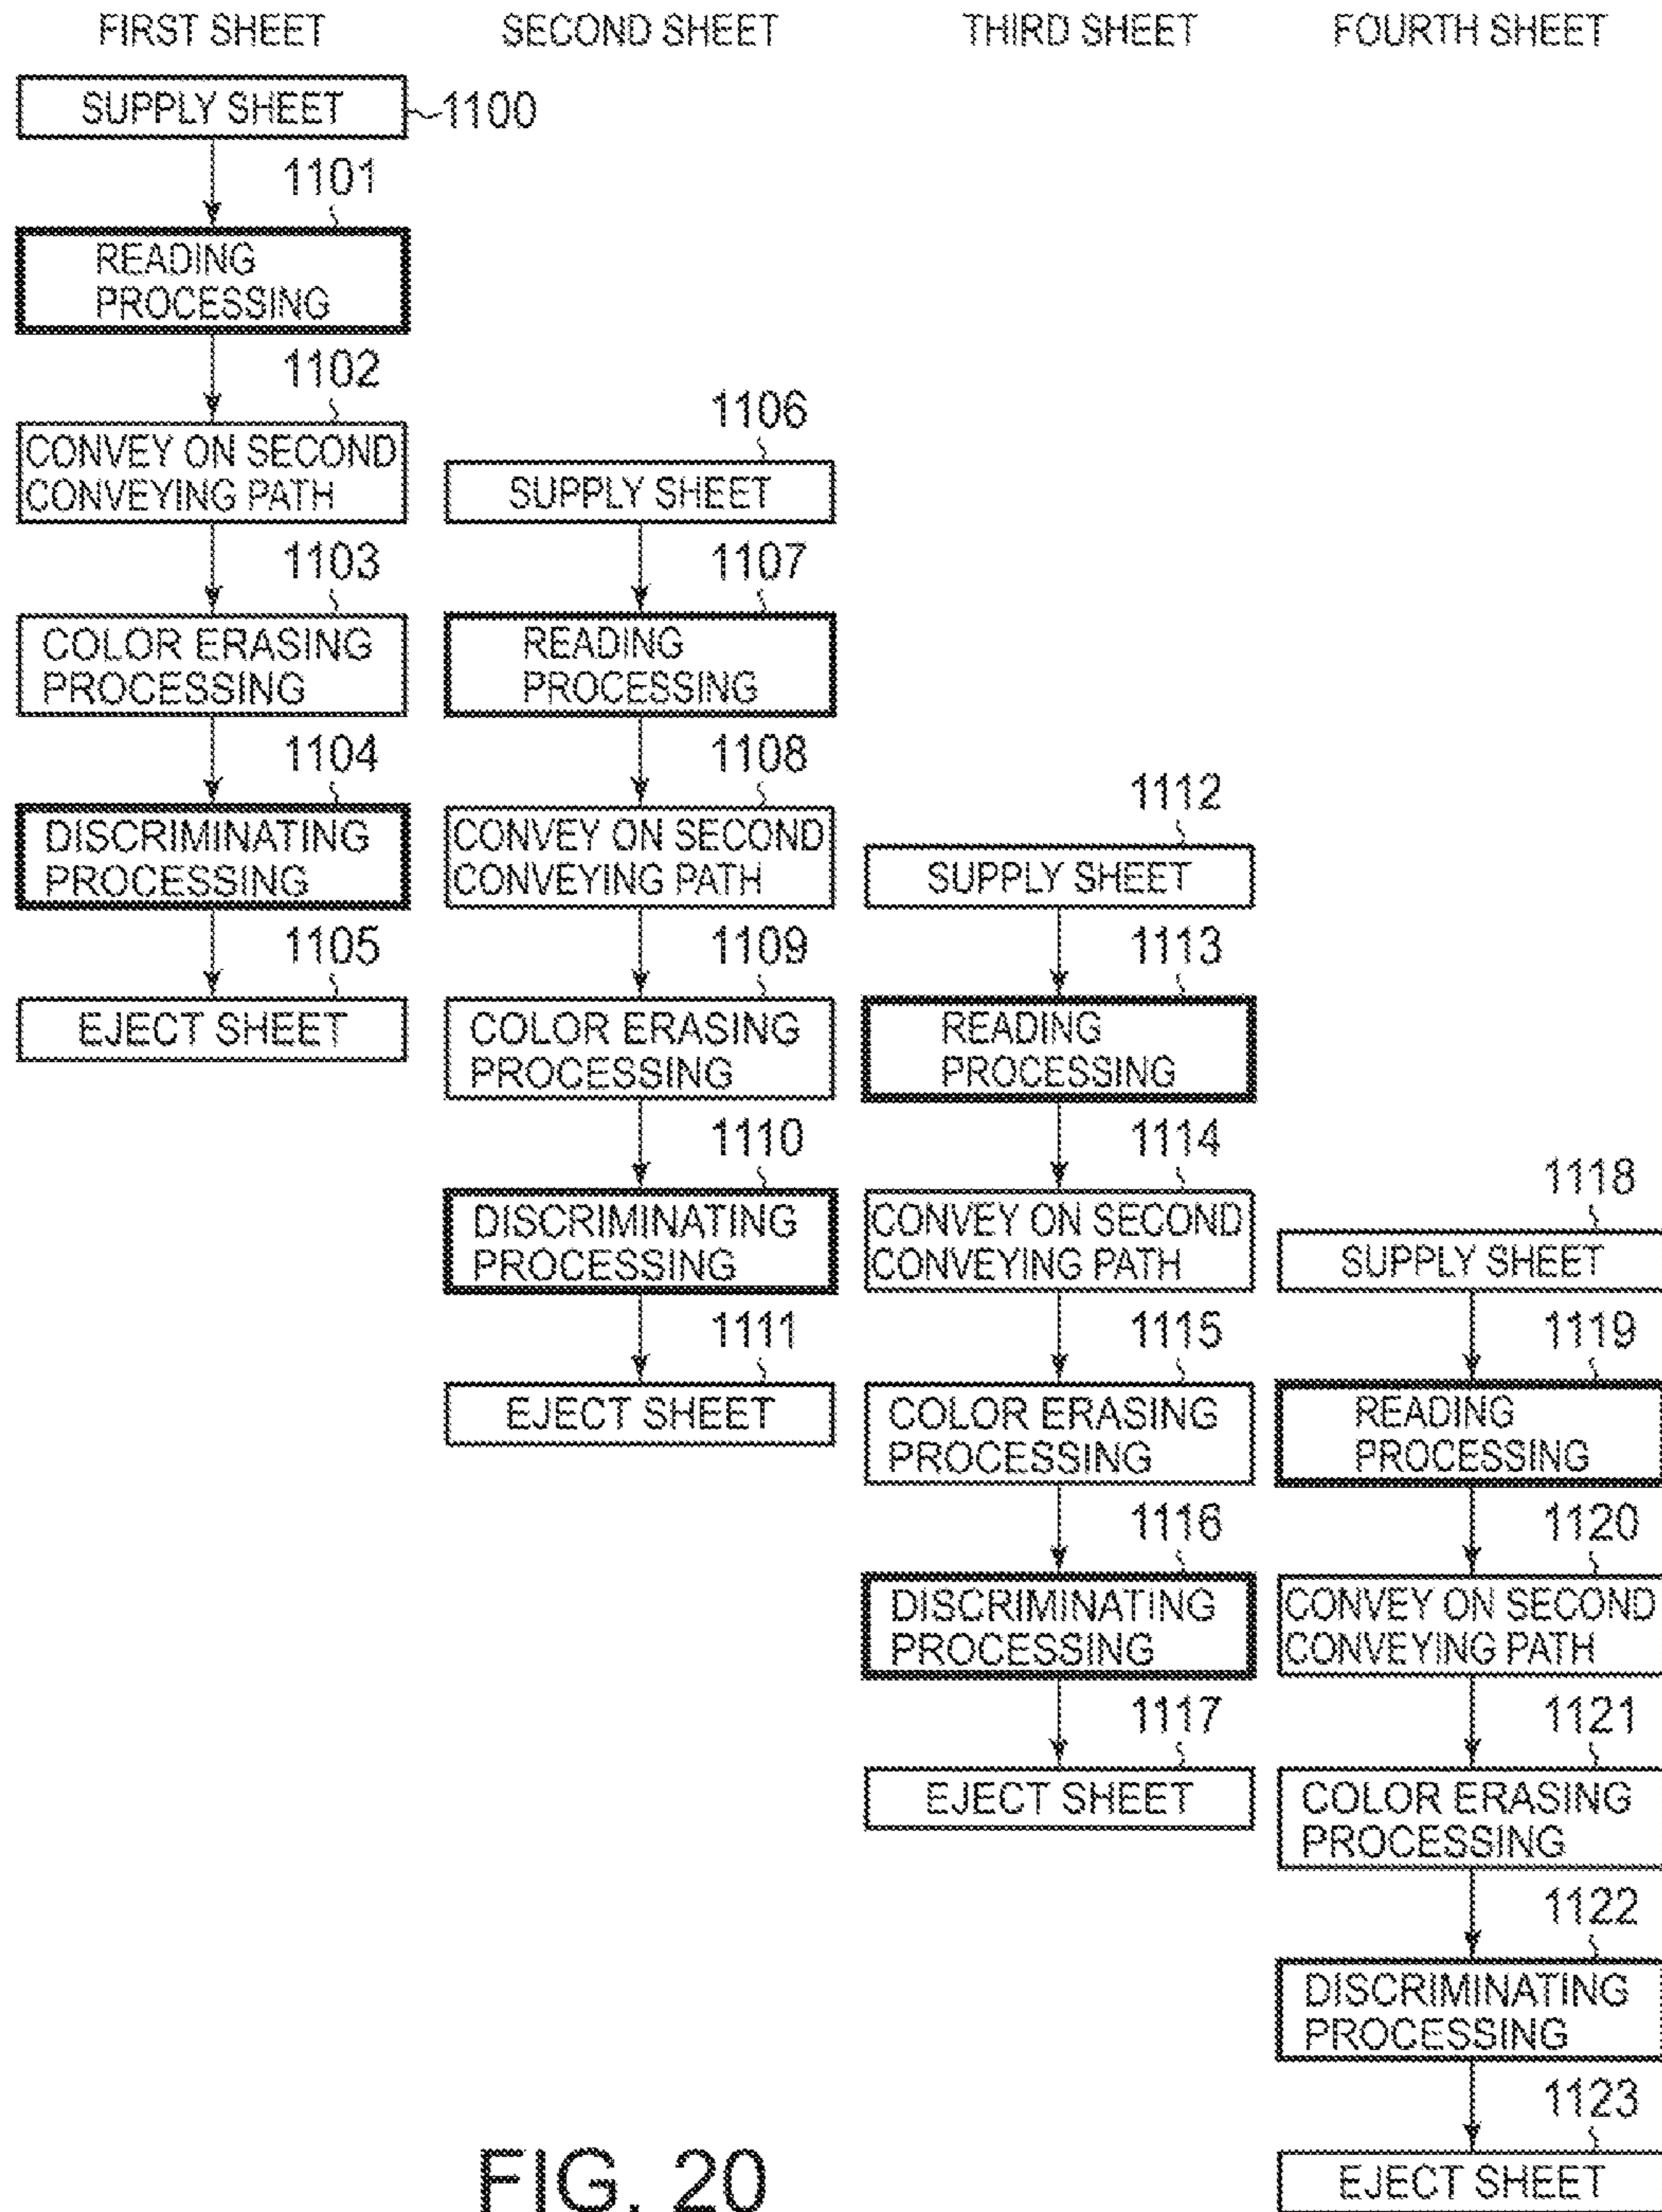 FIRST SHEET
SUPPLY SHEET
1100
1101
READING
PROCESSING
1102
CONVEY ON SECOND
CONVEYING PATH
1103
COLOR ERASING
PROCESSING
1104
DISCRIMINATING
PROCESSING
1105
EJECT SHEET
SECOND SHEET
1106
SUPPLY SHEET
1107
READING
PROCESSING
1108
CONVEY ON SECOND
CONVEYING PATH
1109
COLOR ERASING
PROCESSING
1110
DISCRIMINATING
PROCESSING
1111
EJECT SHEET
THIRD SHEET
1112
SUPPLY SHEET
1113
READING
PROCESSING
1114
CONVEY ON SECOND
CONVEYING PATH
1115
COLOR ERASING
PROCESSING
1116
DISCRIMINATING
PROCESSING
1117
EJECT SHEET
FOURTH SHEET
1118
SUPPLY SHEET
1119
READING
PROCESSING
1120
CONVEY ON SECOND
CONVEYING PATH
1121
COLOR ERASING
PROCESSING
1122
DISCRIMINATING
PROCESSING
1123
EJECT SHEET
FIG. 20